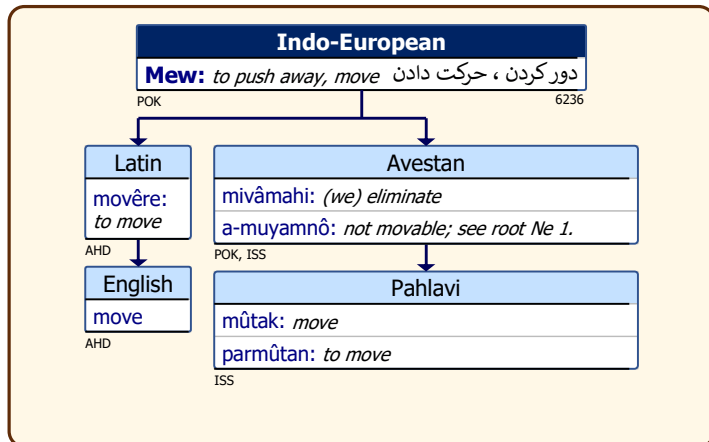 Indo-European
Mew: to push away, move دور کردن ، حرکت دادن
POK 6236
Latin
movêre:
to move
AHD
English
move
AHD
Avestan
mivâmahi: (we) eliminate
a-muyamnô: not movable; see root Ne 1.
POK, ISS
Pahlavi
mûtak: move
parmûtan: to move
ISS